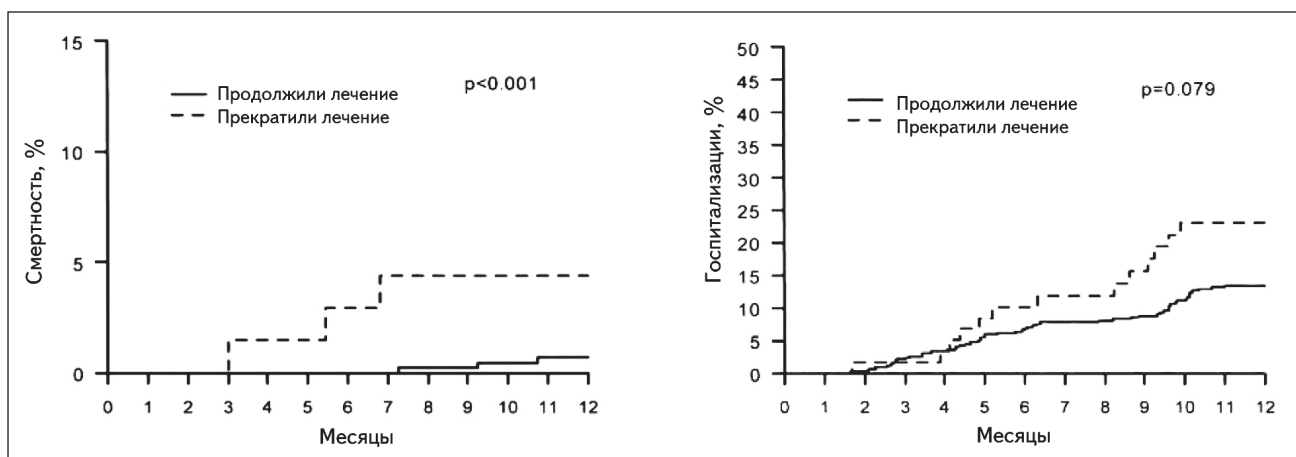 Смертность, %
15
10
5
0
Продолжили лечение
Прекратили лечение
p<0.001
0 1 2 3 4 5 6 7 8 9 10 11 12
Месяцы
Госпитализации, %
50
45
40
35
30
25
20
15
10
5
0
Продолжили лечение
Прекратили лечение
p=0.079
0 1 2 3 4 5 6 7 8 9 10 11 12
Месяцы